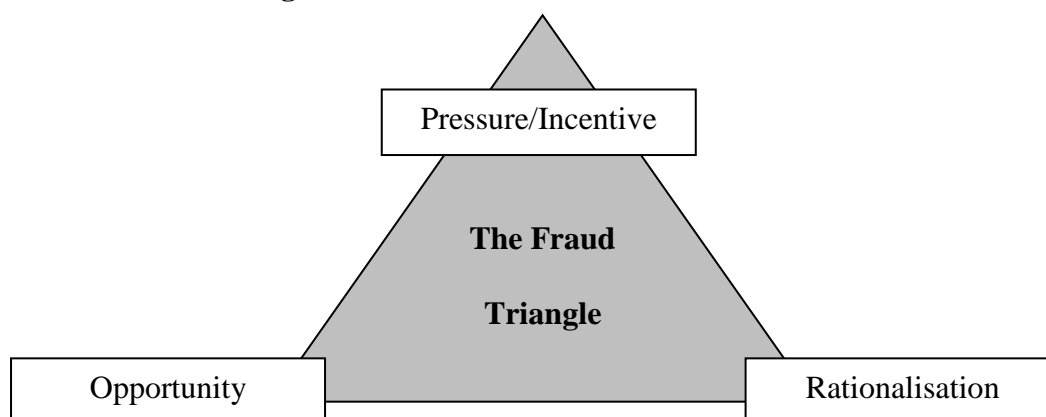 Pressure/Incentive
The Fraud
Triangle
Opportunity
Rationalisation